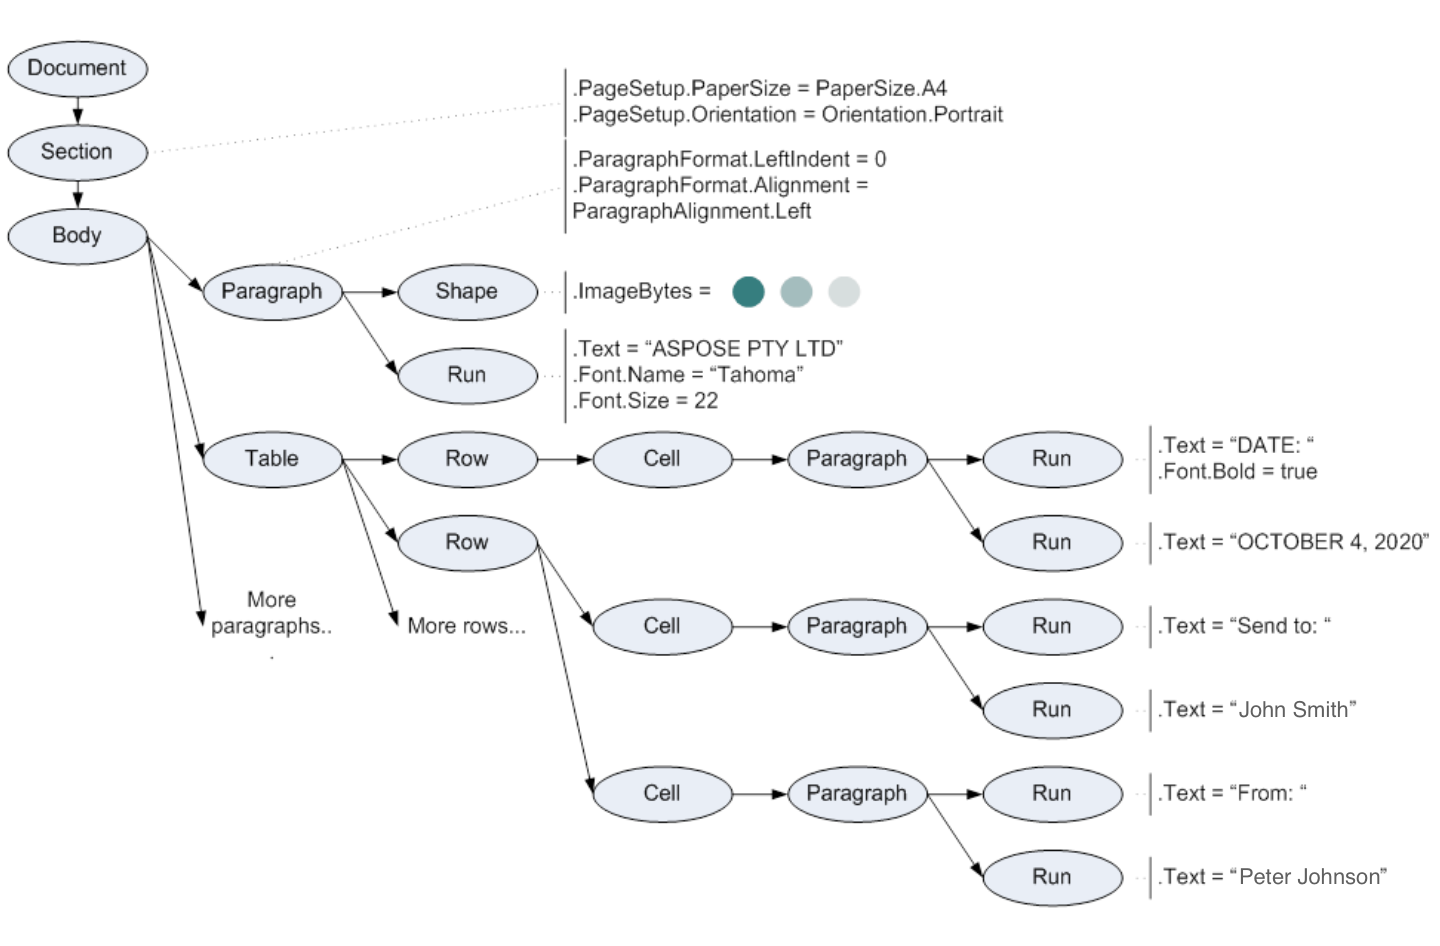 Document
.PageSetup.PaperSize = PaperSize.A4
.PageSetup.Orientation = Orientation.Portrait
Section
.ParagraphFormat.LeftIndent = 0
.ParagraphFormat.Alignment =
ParagraphAlignment.Left
Body
Paragraph
Shape
.ImageBytes =
Run
.Text = “ASPOSE PTY LTD”
.Font.Name = “Tahoma”
.Font.Size = 22
Table
Row
Cell
Paragraph
Run
.Text = “DATE: “
.Font.Bold = true
Row
Run
.Text = “OCTOBER 4, 2020”
More
paragraphs..
.
More rows...
Cell
Paragraph
Run
.Text = “Send to: “
Run
.Text = “John Smith”
Cell
Paragraph
Run
.Text = “From: “
Run
.Text = “Peter Johnson”